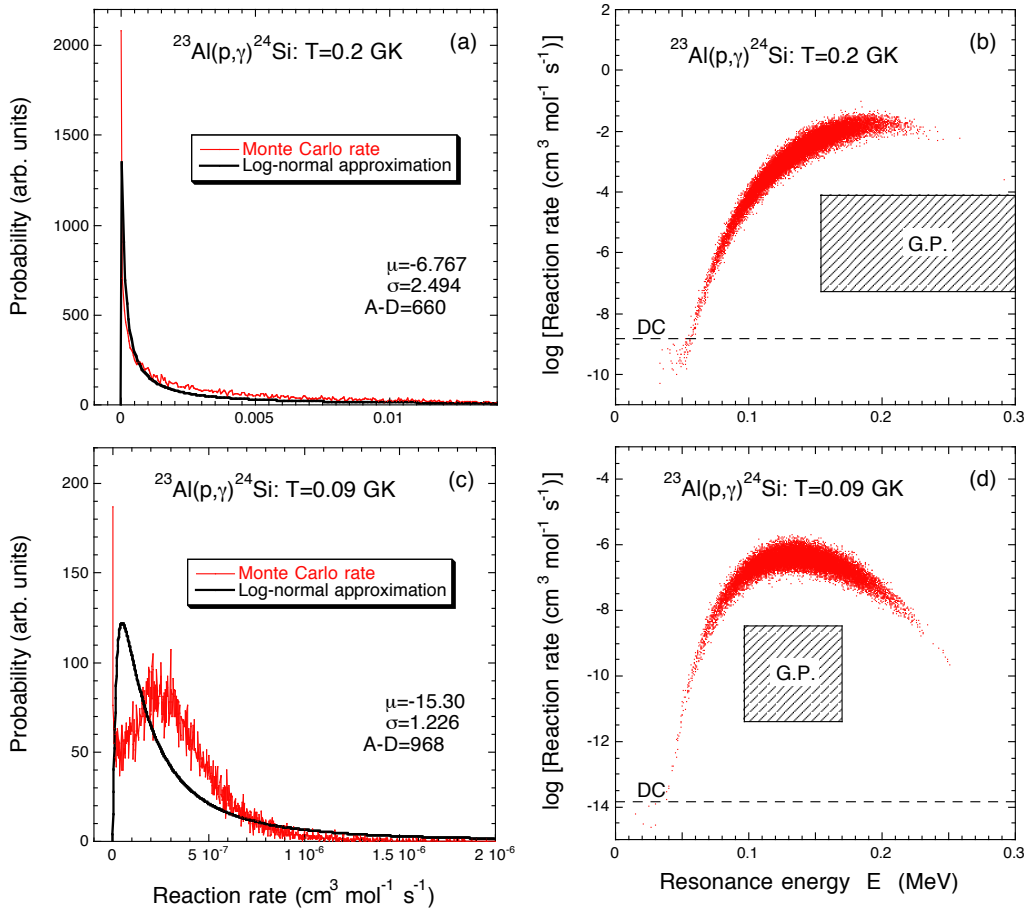 (a)
²³Al(p,γ)²⁴Si: T=0.2 GK
Probability (arb. units)
2000
1500
1000
500
0
Monte Carlo rate
Log-normal approximation
μ=-6.767
σ=2.494
A-D=660
0
0.005
0.01
(b)
²³Al(p,γ)²⁴Si: T=0.2 GK
log [Reaction rate (cm³ mol⁻¹ s⁻¹)]
2
0
-2
-4
-6
-8
-10
G.P.
DC
0
0.1
0.2
0.3
(c)
²³Al(p,γ)²⁴Si: T=0.09 GK
Probability (arb. units)
200
150
100
50
0
Monte Carlo rate
Log-normal approximation
μ=-15.30
σ=1.226
A-D=968
0
5 10⁻⁷
1 10⁻⁶
1.5 10⁻⁶
2 10⁻⁶
Reaction rate (cm³ mol⁻¹ s⁻¹)
(d)
²³Al(p,γ)²⁴Si: T=0.09 GK
log [Reaction rate (cm³ mol⁻¹ s⁻¹)]
-4
-6
-8
-10
-12
-14
G.P.
DC
0
0.1
0.2
0.3
Resonance energy E (MeV)